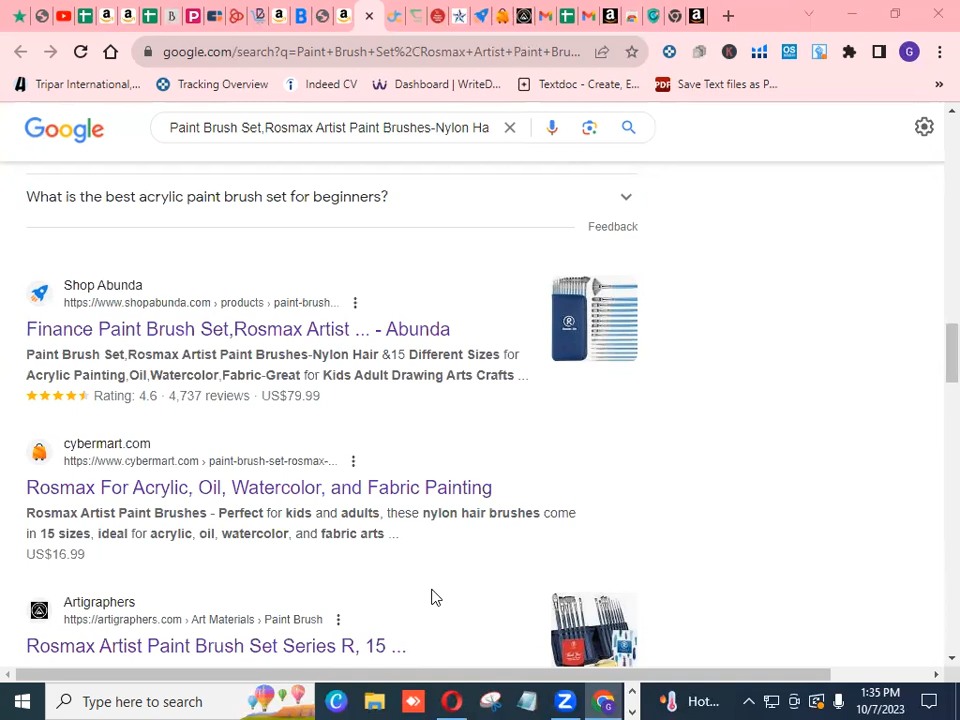 google.com/search?q=Paint+Brush+Set%2CRosmax+Artist+Paint+Bru...
Tripar International,...
Tracking Overview
Indeed CV
Dashboard | WriteD...
Textdoc - Create, E...
Save Text files as P...
»
Google
Paint Brush Set,Rosmax Artist Paint Brushes-Nylon Ha
What is the best acrylic paint brush set for beginners?
Feedback
Shop Abunda
https://www.shopabunda.com › products › paint-brush...
Finance Paint Brush Set,Rosmax Artist ... - Abunda
Paint Brush Set,Rosmax Artist Paint Brushes-Nylon Hair &15 Different Sizes for
Acrylic Painting,Oil,Watercolor,Fabric-Great for Kids Adult Drawing Arts Crafts ...
Rating: 4.6 · 4,737 reviews · US$79.99
cybermart.com
https://www.cybermart.com › paint-brush-set-rosmax-...
Rosmax For Acrylic, Oil, Watercolor, and Fabric Painting
Rosmax Artist Paint Brushes - Perfect for kids and adults, these nylon hair brushes come
in 15 sizes, ideal for acrylic, oil, watercolor, and fabric arts ...
US$16.99
Artigraphers
https://artigraphers.com › Art Materials › Paint Brush
Rosmax Artist Paint Brush Set Series R, 15 ...
Type here to search
Hot...
1:35 PM
10/7/2023